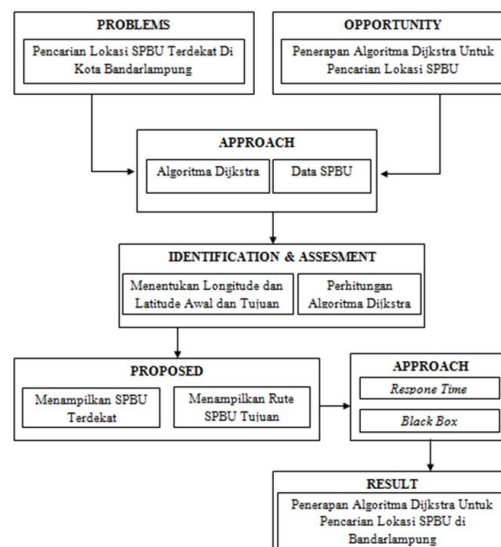 PROBLEMS
Pencarian Lokasi SPBU Terdekat Di
Kota Bandarlampung
OPPORTUNITY
Penerapan Algoritma Dijkstra Untuk
Pencarian Lokasi SPBU
APPROACH
Algoritma Dijkstra
Data SPBU
IDENTIFICATION & ASSESMENT
Menentukan Longitude dan
Latitude Awal dan Tujuan
Perhitungan
Algoritma Dijkstra
PROPOSED
Menampilkan SPBU
Terdekat
Menampilkan Rute
SPBU Tujuan
APPROACH
Respone Time
Black Box
RESULT
Penerapan Algoritma Dijkstra Untuk
Pencarian Lokasi SPBU di
Bandarlampung